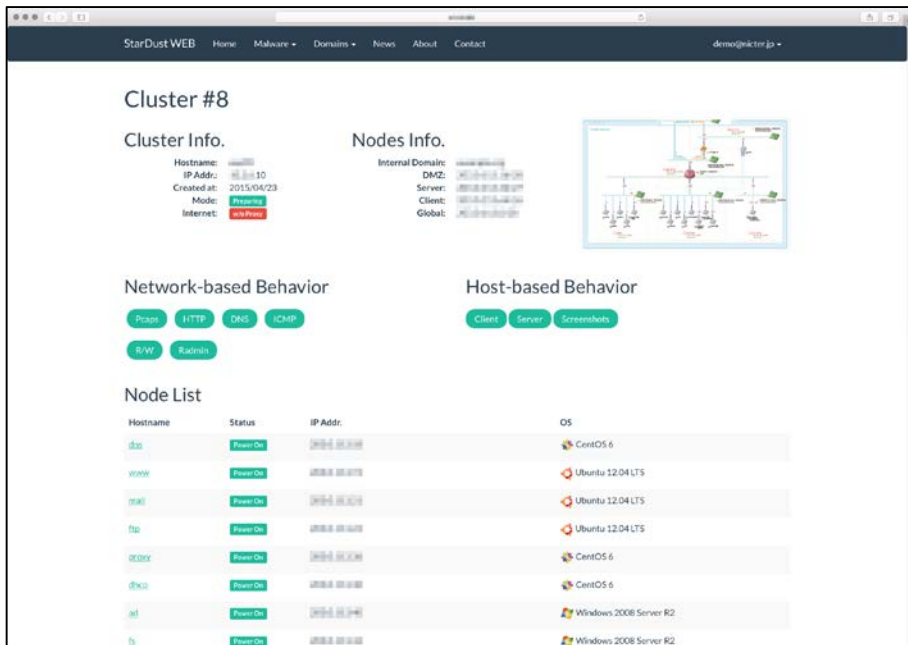 StarDust WEB Home Malware Domains News About Contact demo@nicter.jp
Cluster #8
Cluster Info. Nodes Info.
Hostname: Internal Domain:
IP Addr.: 10 DMZ:
Created at: 2015/04/23 Server:
Mode: Preparing Client:
Internet: w/o Proxy Global:
Network-based Behavior Host-based Behavior
Pcaps HTTP DNS ICMP Client Server Screenshots
R/W Radmin
Node List
Hostname Status IP Addr. OS
dns Power On CentOS 6
www Power On Ubuntu 12.04 LTS
mail Power On Ubuntu 12.04 LTS
ftp Power On Ubuntu 12.04 LTS
proxy Power On CentOS 6
dhcp Power On CentOS 6
ad Power On Windows 2008 Server R2
fs Power On Windows 2008 Server R2